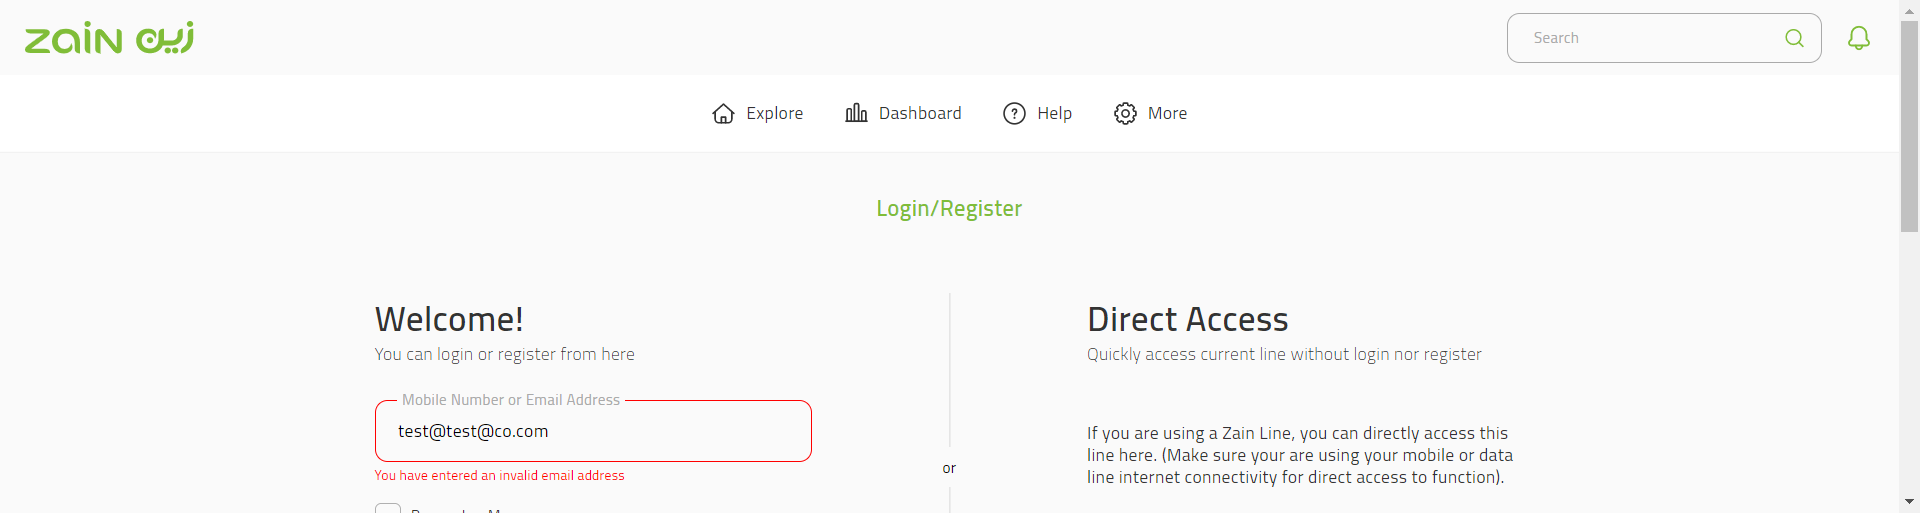 zain زين
Search
Explore
Dashboard
Help
More
Login/Register
Welcome!
You can login or register from here
Mobile Number or Email Address
test@test@co.com
You have entered an invalid email address
or
Direct Access
Quickly access current line without login nor register
If you are using a Zain Line, you can directly access this
line here. (Make sure your are using your mobile or data
line internet connectivity for direct access to function).